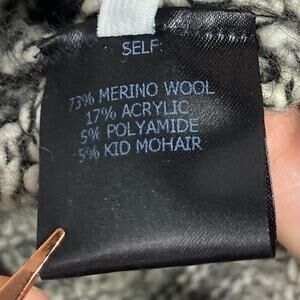 SELF:
73% MERINO WOOL
17% ACRYLIC
5% POLYAMIDE
5% KID MOHAIR